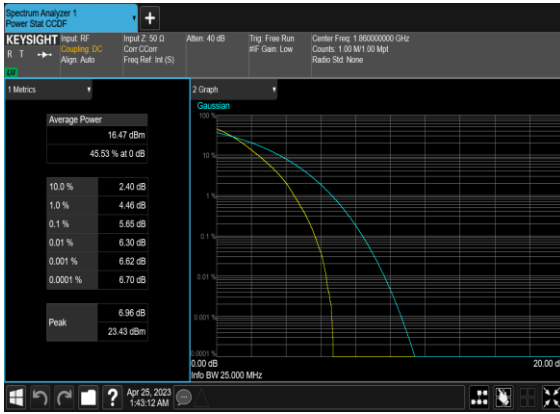 Spectrum Analyzer 1
Power Stat CCDF
KEYSIGHT
R T
LW
Input: RF
Coupling: DC
Align: Auto
Input Z: 50 Ω
Corr CCorr
Freq Ref: Int (S)
Atten: 40 dB
Trig: Free Run
#IF Gain: Low
Center Freq: 1.860000000 GHz
Counts: 1.00 M/1.00 Mpt
Radio Std: None
1 Metrics
Average Power
16.47 dBm
45.53 % at 0 dB
10.0 % 2.40 dB
1.0 % 4.46 dB
0.1 % 5.65 dB
0.01 % 6.30 dB
0.001 % 6.62 dB
0.0001 % 6.70 dB
Peak
6.96 dB
23.43 dBm
2 Graph
Gaussian
100 %
10 %
1 %
0.1 %
0.01 %
0.001 %
0.0001 %
0.00 dB
20.00 d
Info BW 25.000 MHz
?
Apr 25, 2023
1:43:12 AM